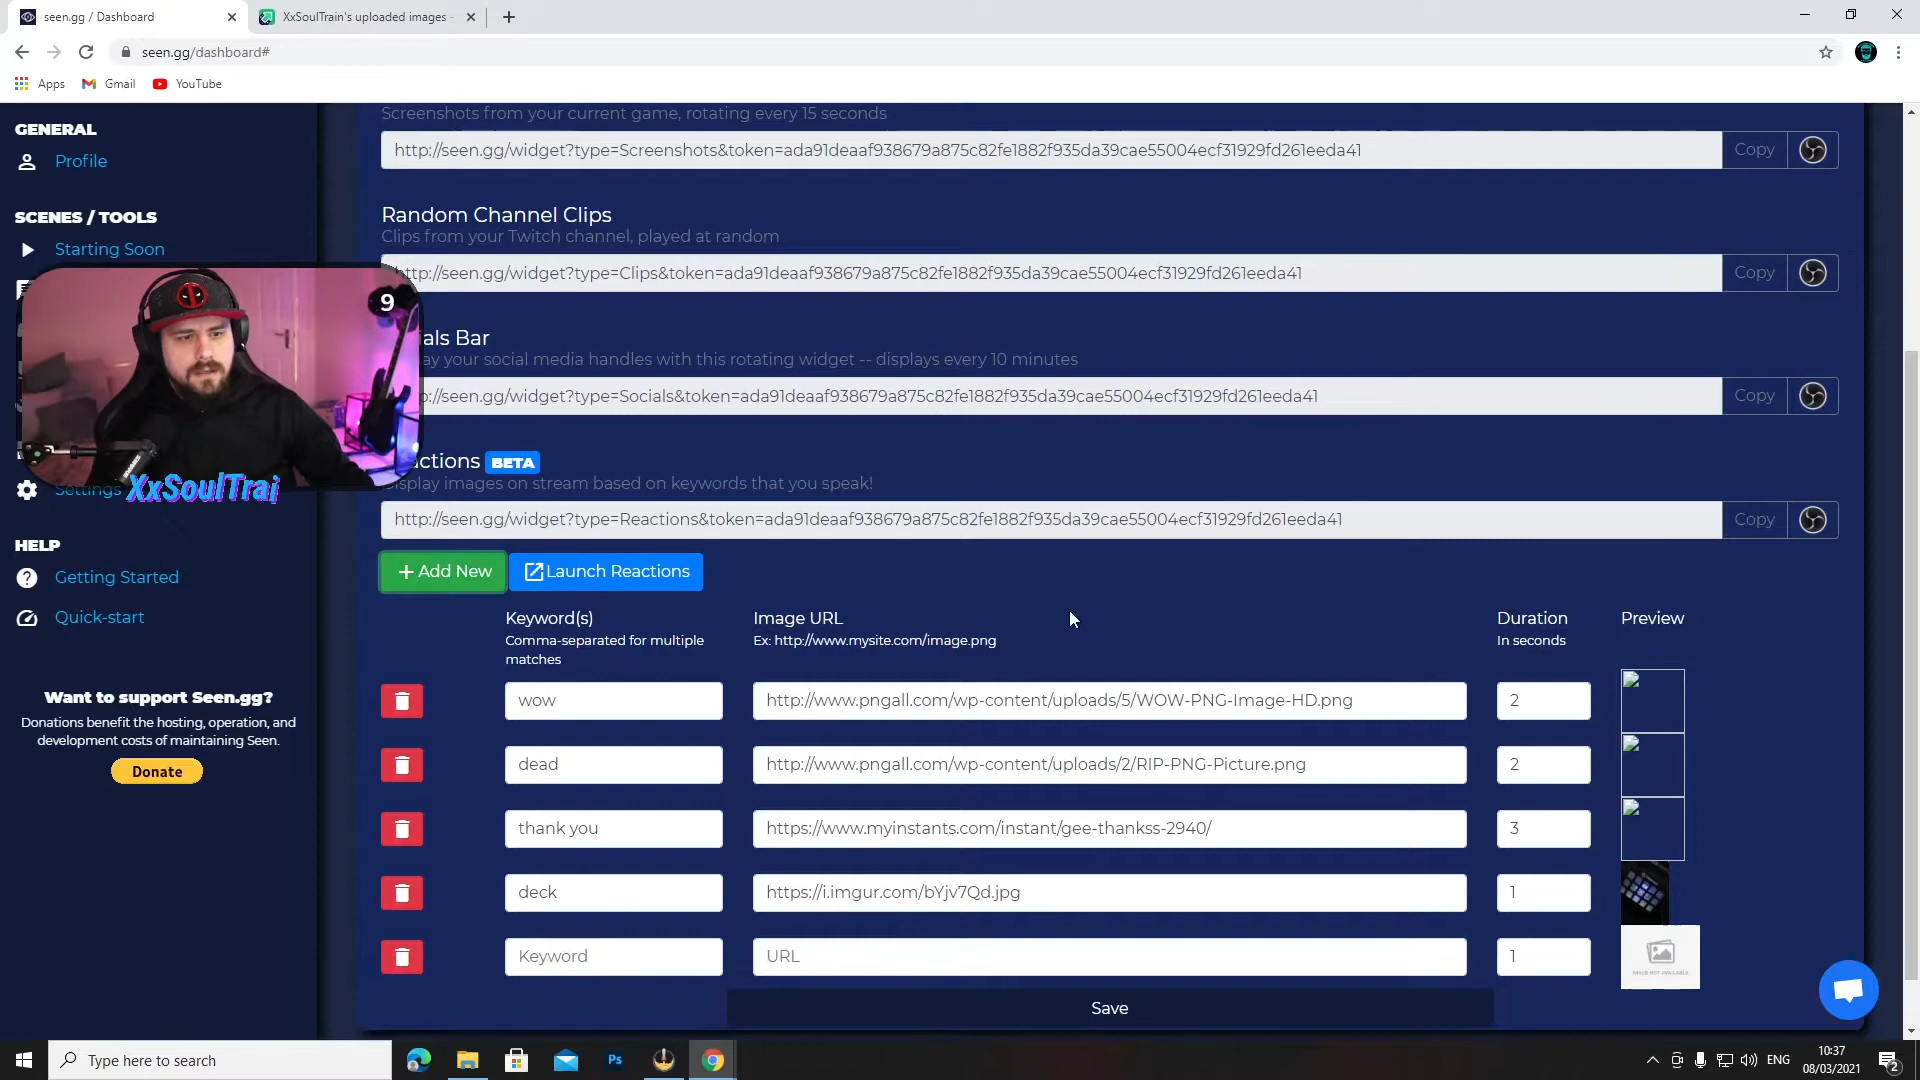 seen.gg / Dashboard
XxSoulTrain's uploaded images -
seen.gg/dashboard#
Apps
Gmail
YouTube
GENERAL
Profile
SCENES / TOOLS
Starting Soon
Settings
HELP
Getting Started
Quick-start
Want to support Seen.gg?
Donations benefit the hosting, operation, and
development costs of maintaining Seen.
Donate
9
XxSoulTrai
Screenshots from your current game, rotating every 15 seconds
http://seen.gg/widget?type=Screenshots&token=ada91deaaf938679a875c82fe1882f935da39cae55004ecf31929fd261eeda41
Copy
Random Channel Clips
Clips from your Twitch channel, played at random
http://seen.gg/widget?type=Clips&token=ada91deaaf938679a875c82fe1882f935da39cae55004ecf31929fd261eeda41
Copy
ials Bar
ay your social media handles with this rotating widget -- displays every 10 minutes
p://seen.gg/widget?type=Socials&token=ada91deaaf938679a875c82fe1882f935da39cae55004ecf31929fd261eeda41
Copy
actions BETA
isplay images on stream based on keywords that you speak!
http://seen.gg/widget?type=Reactions&token=ada91deaaf938679a875c82fe1882f935da39cae55004ecf31929fd261eeda41
Copy
+ Add New
Launch Reactions
Keyword(s)
Comma-separated for multiple
matches
Image URL
Ex: http://www.mysite.com/image.png
Duration
In seconds
Preview
wow
http://www.pngall.com/wp-content/uploads/5/WOW-PNG-Image-HD.png
2
dead
http://www.pngall.com/wp-content/uploads/2/RIP-PNG-Picture.png
2
thank you
https://www.myinstants.com/instant/gee-thankss-2940/
3
deck
https://i.imgur.com/bYjv7Qd.jpg
1
Keyword
URL
1
IMAGE NOT AVAILABLE
Save
Type here to search
Ps
ENG
10:37
08/03/2021
2